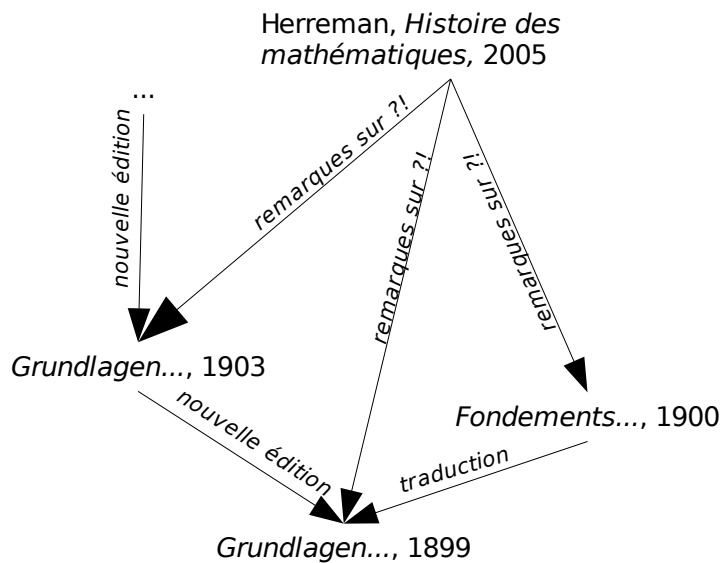 Herreman, Histoire des
mathématiques, 2005
...
nouvelle édition
remarques sur ?!
remarques sur ?!
remarques sur ?!
Grundlagen..., 1903
Fondements..., 1900
nouvelle édition
traduction
Grundlagen..., 1899